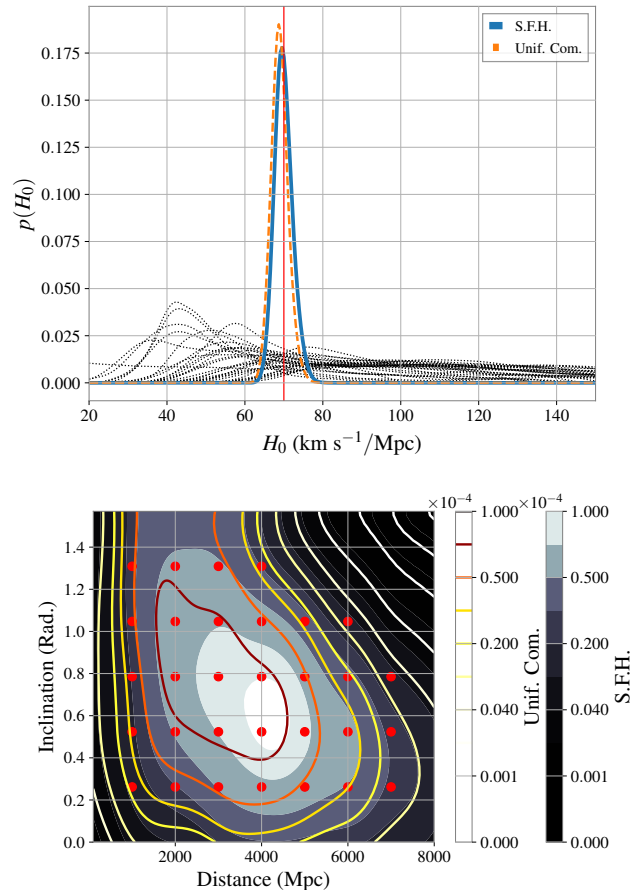 0.175
0.150
0.125
0.100
0.075
0.050
0.025
0.000
p(H₀)
S.F.H.
Unif. Com.
20 40 60 80 100 120 140
H₀ (km s⁻¹/Mpc)
×10⁻⁴ ×10⁻⁴
1.4
1.2
1.0
0.8
0.6
0.4
0.2
0.0
Inclination (Rad.)
2000 4000 6000 8000
Distance (Mpc)
1.000
0.500
0.200
0.040
0.001
0.000
Unif. Com.
1.000
0.500
0.200
0.040
0.001
0.000
S.F.H.